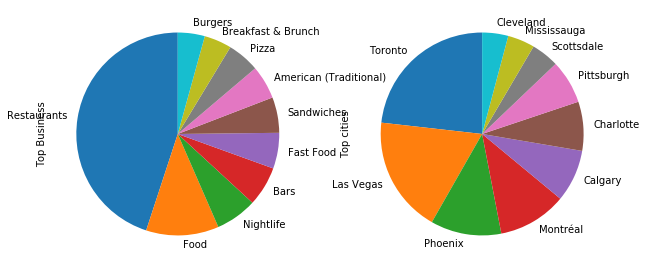 Burgers
Breakfast & Brunch
Pizza
American (Traditional)
Sandwiches
Fast Food
Bars
Nightlife
Food
Restaurants
Top Business
Cleveland
Mississauga
Scottsdale
Pittsburgh
Charlotte
Calgary
Montréal
Phoenix
Las Vegas
Toronto
Top cities